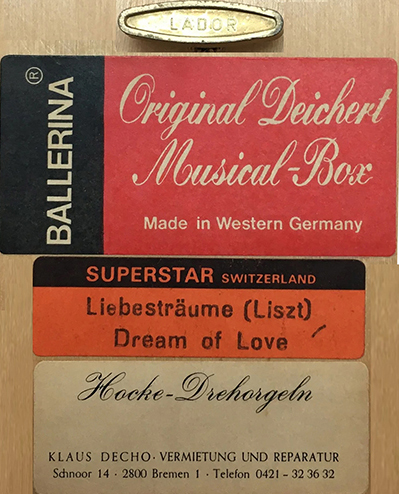 LADOR
BALLERINA ®
Original Deichert
Musical-Box
Made in Western Germany
SUPERSTAR SWITZERLAND
Liebesträume (Liszt)
Dream of Love
Hocke-Drehorgeln
KLAUS DECHO · VERMIETUNG UND REPARATUR
Schnoor 14 · 2800 Bremen 1 · Telefon 0421 - 32 36 32